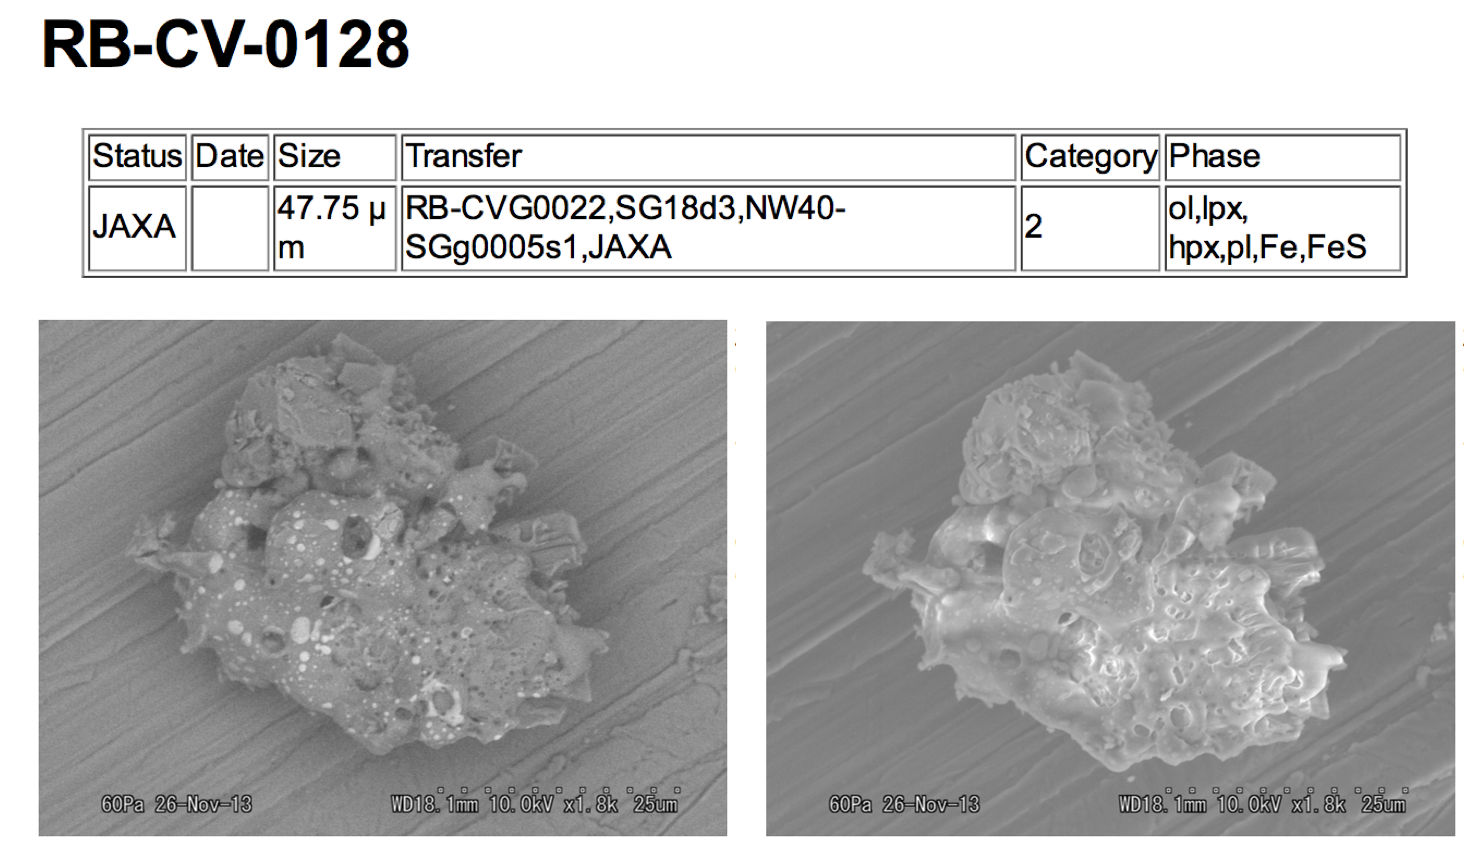 RB-CV-0128
Status Date Size Transfer Category Phase
JAXA 47.75 μ RB-CVG0022,SG18d3,NW40- 2 ol,lpx,
m SGg0005s1,JAXA hpx,pl,Fe,FeS
60Pa 26-Nov-13 WD18.1mm 10.0kV x1.8k 25um
60Pa 26-Nov-13 WD18.1mm 10.0kV x1.8k 25um